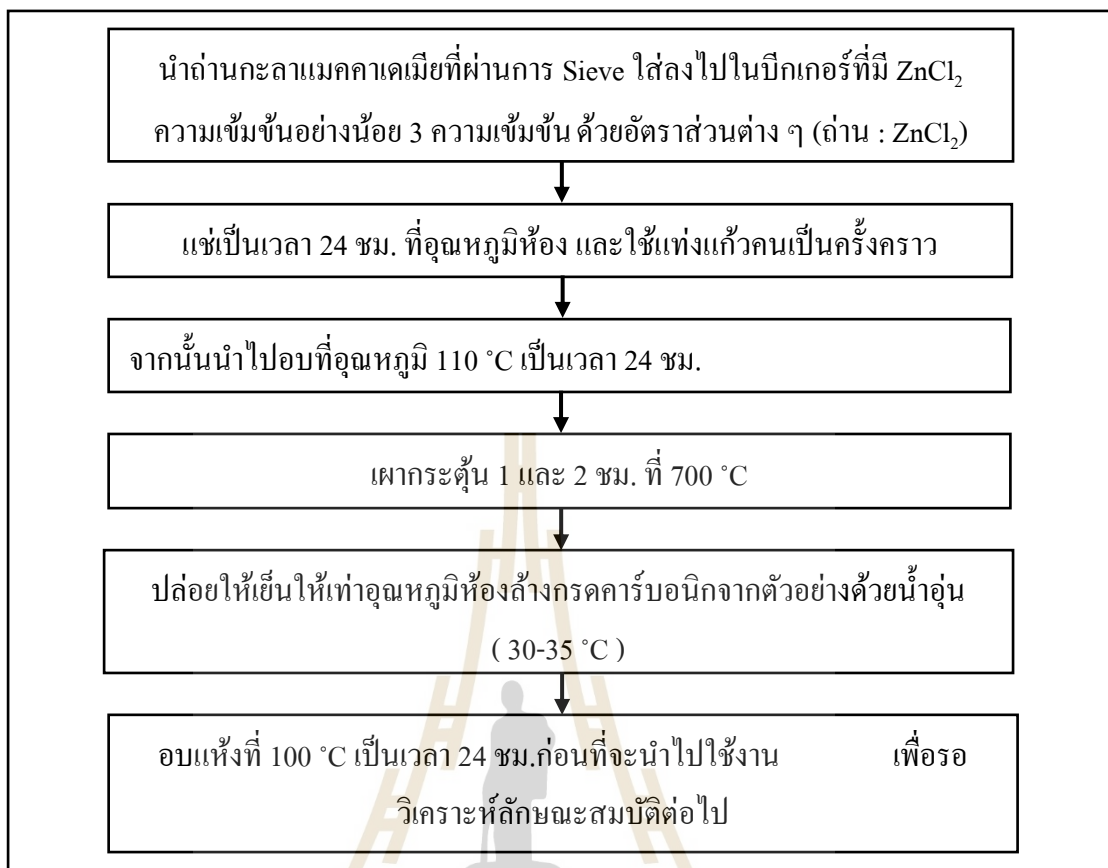 นำถ่านกะลาแมคคาเดเมียที่ผ่านการ Sieve ใส่ลงไปในบีกเกอร์ที่มี ZnCl₂
ความเข้มข้นอย่างน้อย 3 ความเข้มข้น ด้วยอัตราส่วนต่าง ๆ (ถ่าน : ZnCl₂)
แช่เป็นเวลา 24 ชม. ที่อุณหภูมิห้อง และใช้แท่งแก้วคนเป็นครั้งคราว
จากนั้นนำไปอบที่อุณหภูมิ 110 ˚C เป็นเวลา 24 ชม.
เผากระตุ้น 1 และ 2 ชม. ที่ 700 ˚C
ปล่อยให้เย็นให้เท่าอุณหภูมิห้องล้างกรดคาร์บอนิกจากตัวอย่างด้วยน้ำอุ่น
( 30-35 ˚C )
อบแห้งที่ 100 ˚C เป็นเวลา 24 ชม.ก่อนที่จะนำไปใช้งาน เพื่อรอ
วิเคราะห์ลักษณะสมบัติต่อไป